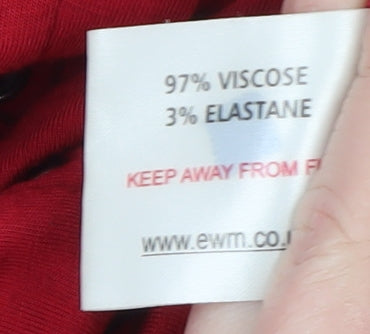 97% VISCOSE
3% ELASTANE
KEEP AWAY FROM
www.ewm.co.